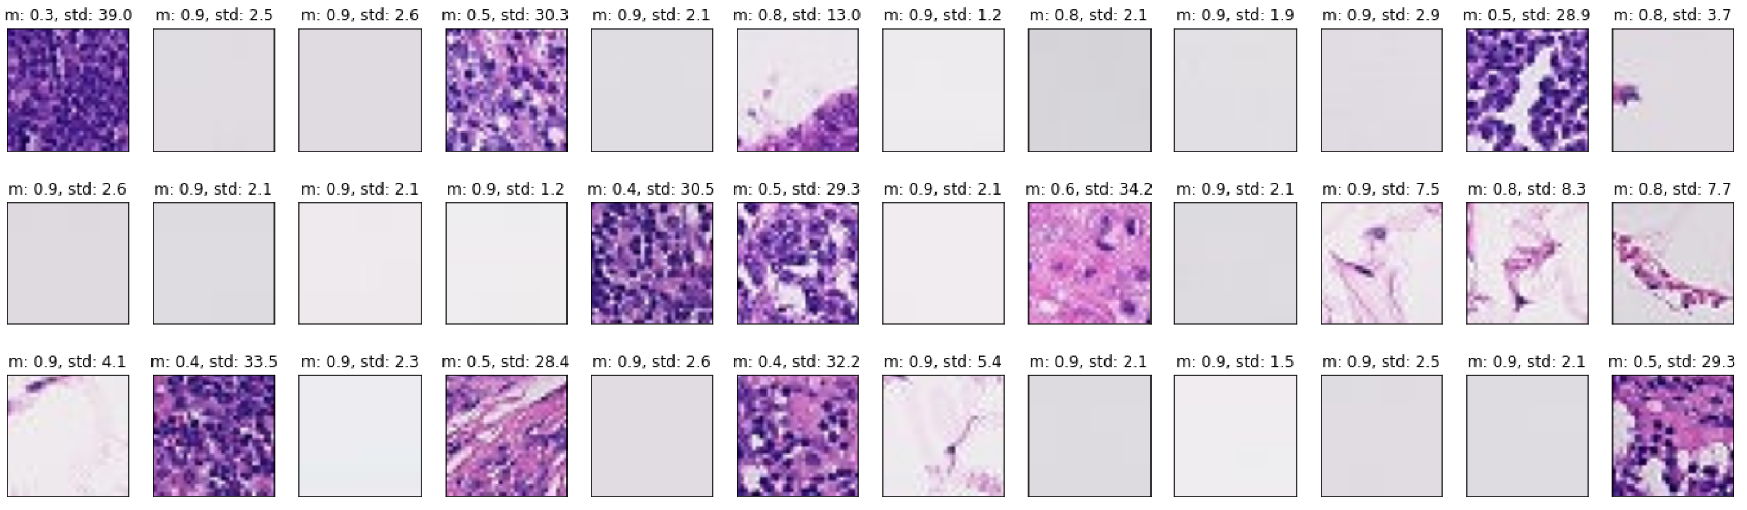 m: 0.3, std: 39.0 m: 0.9, std: 2.5 m: 0.9, std: 2.6 m: 0.5, std: 30.3 m: 0.9, std: 2.1 m: 0.8, std: 13.0 m: 0.9, std: 1.2 m: 0.8, std: 2.1 m: 0.9, std: 1.9 m: 0.9, std: 2.9 m: 0.5, std: 28.9 m: 0.8, std: 3.7
m: 0.9, std: 2.6 m: 0.9, std: 2.1 m: 0.9, std: 2.1 m: 0.9, std: 1.2 m: 0.4, std: 30.5 m: 0.5, std: 29.3 m: 0.9, std: 2.1 m: 0.6, std: 34.2 m: 0.9, std: 2.1 m: 0.9, std: 7.5 m: 0.8, std: 8.3 m: 0.8, std: 7.7
m: 0.9, std: 4.1 m: 0.4, std: 33.5 m: 0.9, std: 2.3 m: 0.5, std: 28.4 m: 0.9, std: 2.6 m: 0.4, std: 32.2 m: 0.9, std: 5.4 m: 0.9, std: 2.1 m: 0.9, std: 1.5 m: 0.9, std: 2.5 m: 0.9, std: 2.1 m: 0.5, std: 29.3